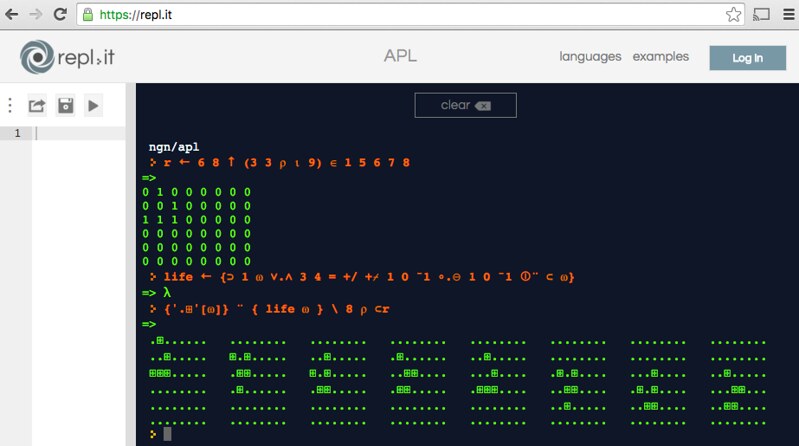 https://repl.it
repl.it
APL
languages examples
Log in
clear
1
ngn/apl
r ← 6 8 ↑ (3 3 ⍴ ⍳ 9) ∊ 1 5 6 7 8
=>
0 1 0 0 0 0 0 0
0 0 1 0 0 0 0 0
1 1 1 0 0 0 0 0
0 0 0 0 0 0 0 0
0 0 0 0 0 0 0 0
0 0 0 0 0 0 0 0
life ← {⊃ 1 ⍵ ∨.∧ 3 4 = +/ +⌿ 1 0 ¯1 ∘.⊖ 1 0 ¯1 ⌽¨ ⊂ ⍵}
=> λ
{'.⊞'[⍵]} ¨ { life ⍵ } \ 8 ⍴ ⊂r
=>
.⊞...... ........ ........ ........ ........ ........ ........ ........
..⊞..... ⊞.⊞..... ..⊞..... .⊞...... ..⊞..... ........ ........ ........
⊞⊞⊞..... .⊞⊞..... ⊞.⊞..... ..⊞⊞.... ...⊞.... .⊞.⊞.... ...⊞.... ..⊞.....
........ .⊞...... .⊞⊞..... .⊞⊞..... .⊞⊞⊞.... ..⊞⊞.... .⊞.⊞.... ...⊞⊞...
........ ........ ........ ........ ........ ..⊞..... ..⊞⊞.... ..⊞⊞....
........ ........ ........ ........ ........ ........ ........ ........